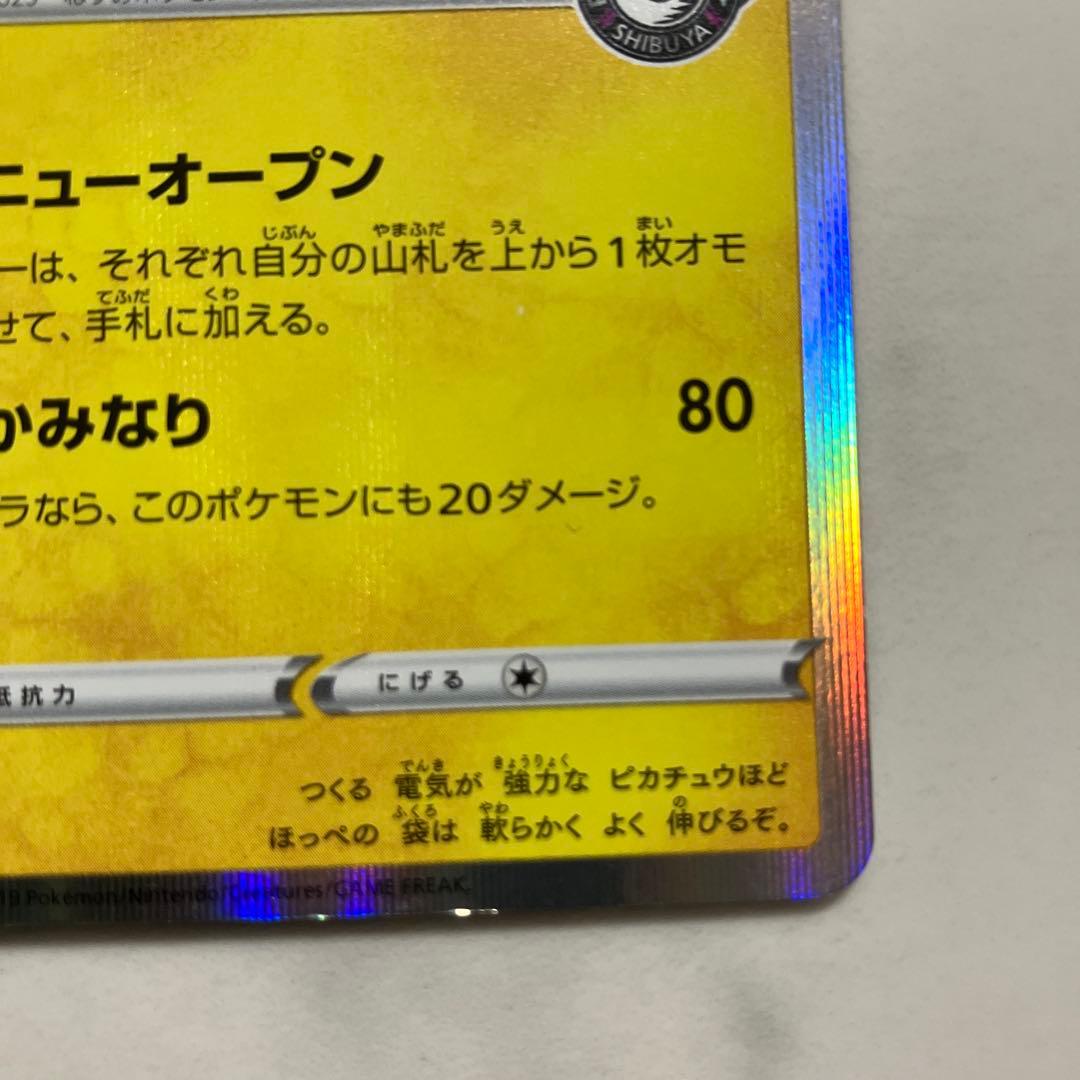 SHIBUYA
ニューオープン
ーは、それぞれ自分の山札を上から1枚オモ
せて、手札に加える。
かみなり 80
ラなら、このポケモンにも20ダメージ。
抗力 にげる
つくる 電気が 強力な ピカチュウほど
ほっぺの 袋は 軟らかく よく 伸びるぞ。
19 Pokémon/Nintendo/Creatures/GAME FREAK.